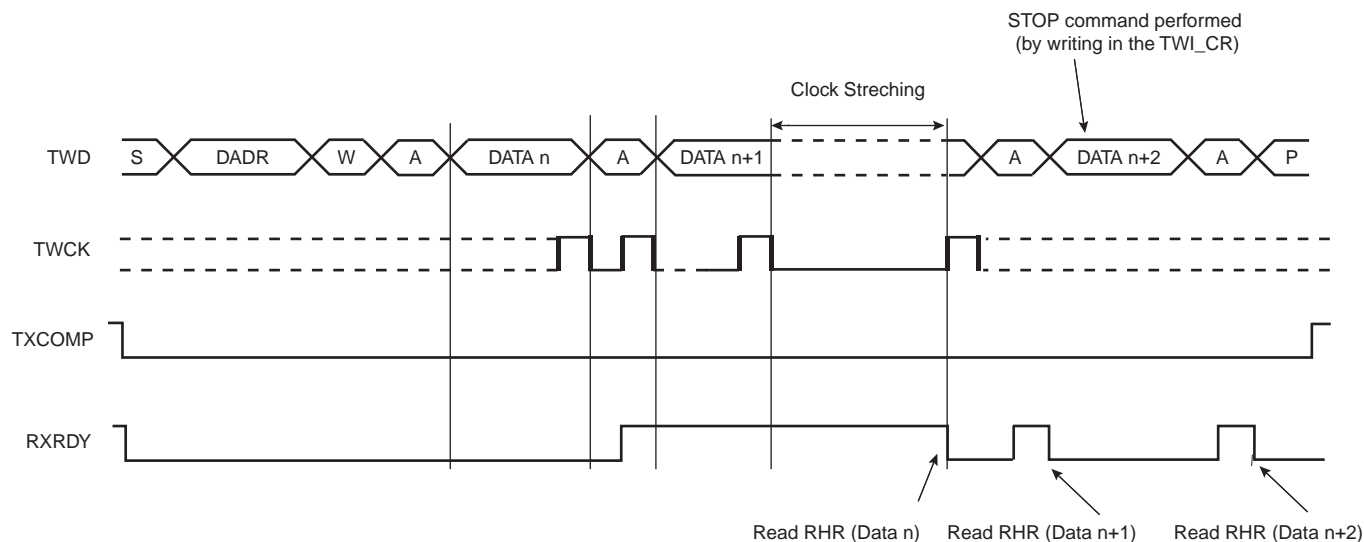 STOP command performed
(by writing in the TWI_CR)
Clock Streching
TWD S DADR W A DATA n A DATA n+1 A DATA n+2 A P
TWCK
TXCOMP
RXRDY
Read RHR (Data n) Read RHR (Data n+1) Read RHR (Data n+2)